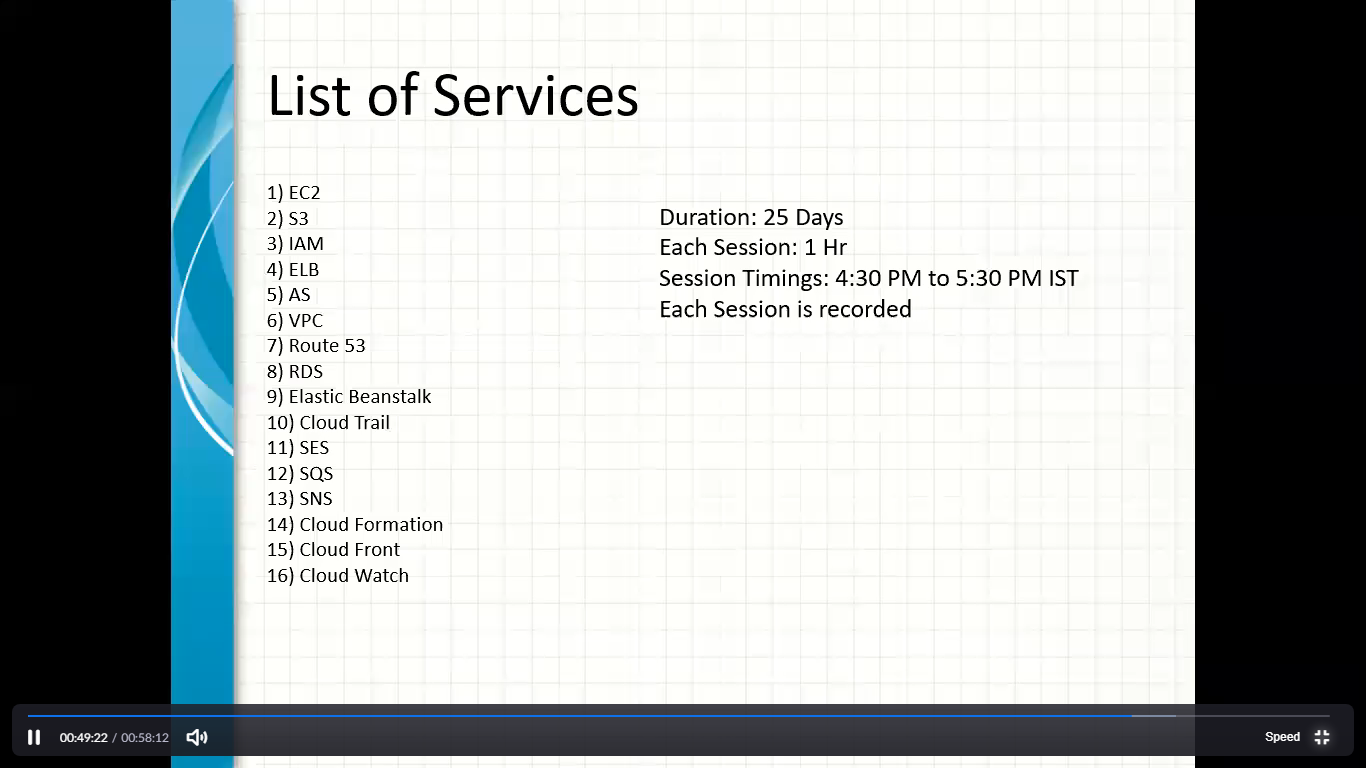 List of Services
1) EC2
2) S3
3) IAM
4) ELB
5) AS
6) VPC
7) Route 53
8) RDS
9) Elastic Beanstalk
10) Cloud Trail
11) SES
12) SQS
13) SNS
14) Cloud Formation
15) Cloud Front
16) Cloud Watch
Duration: 25 Days
Each Session: 1 Hr
Session Timings: 4:30 PM to 5:30 PM IST
Each Session is recorded
00:49:22 / 00:58:12
Speed